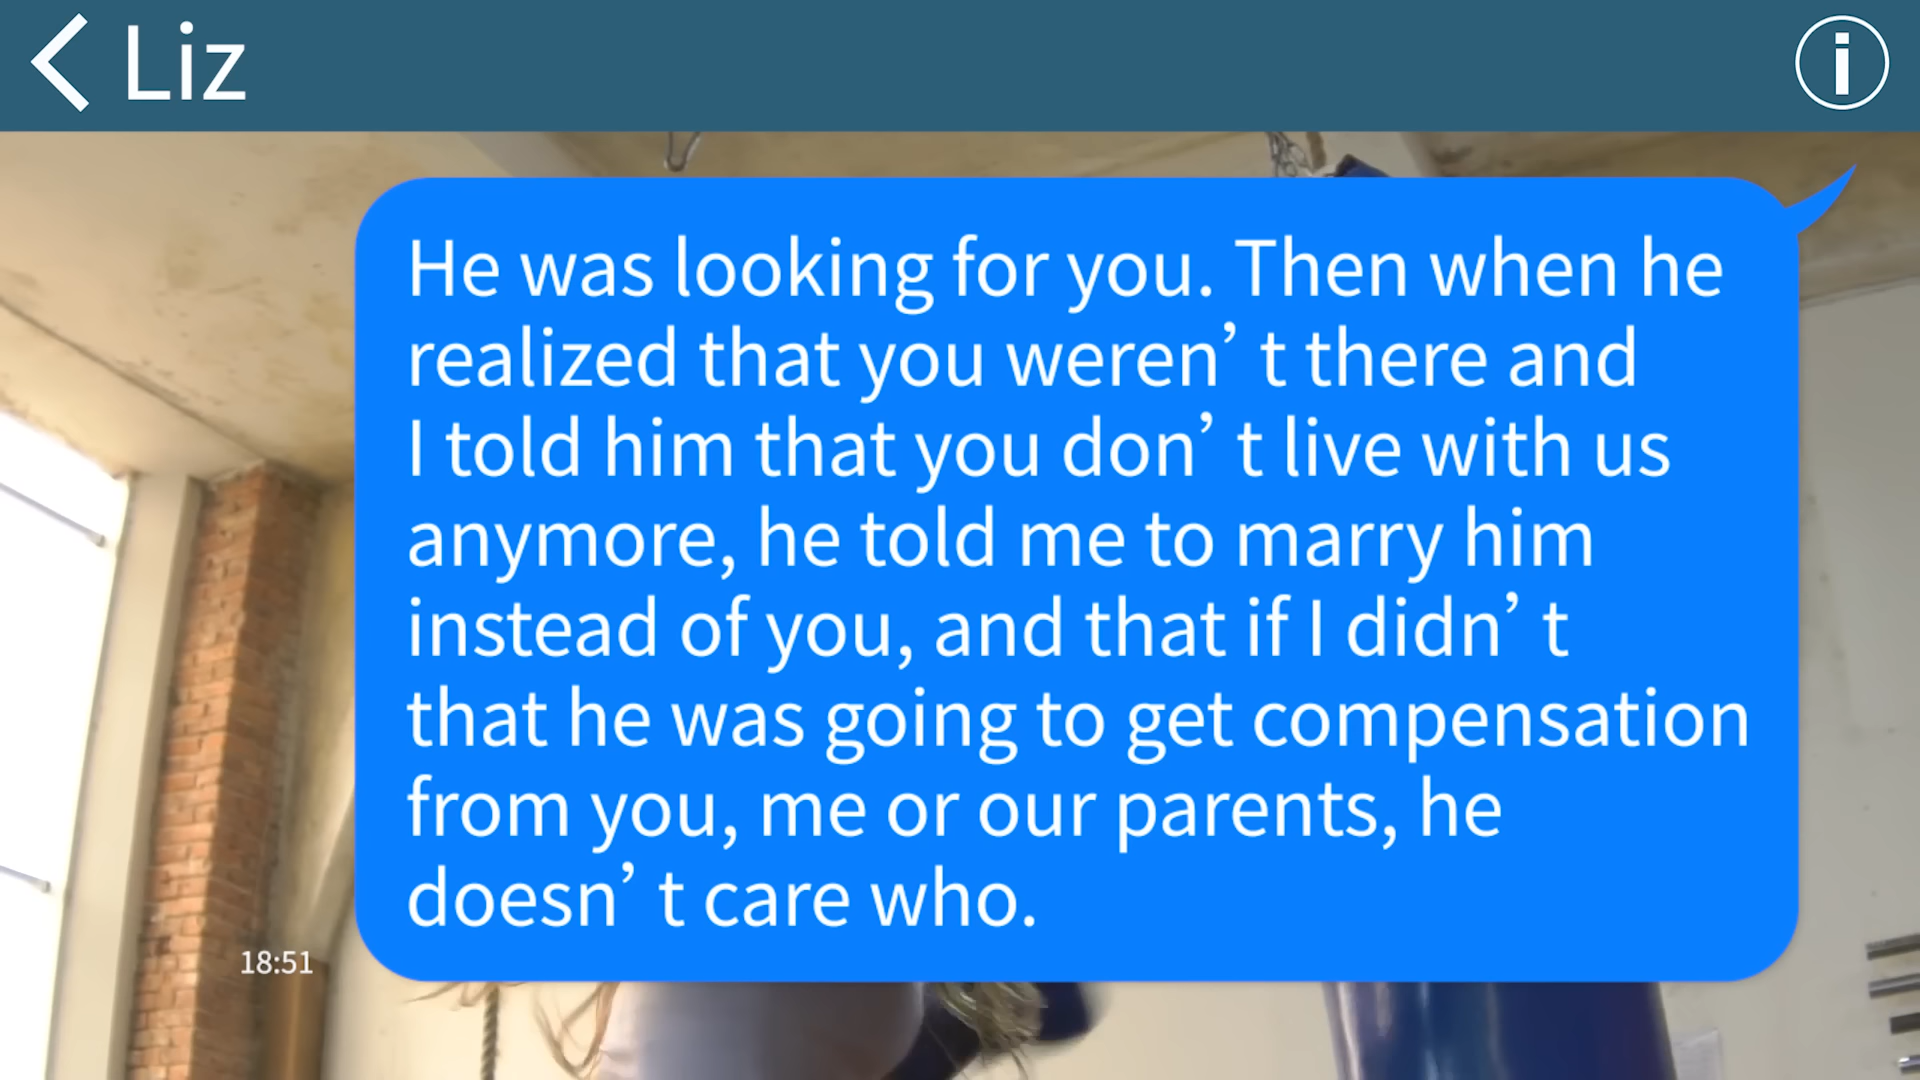 Liz
He was looking for you. Then when he
realized that you weren’t there and
I told him that you don’t live with us
anymore, he told me to marry him
instead of you, and that if I didn’t
that he was going to get compensation
from you, me or our parents, he
doesn’t care who.
18:51